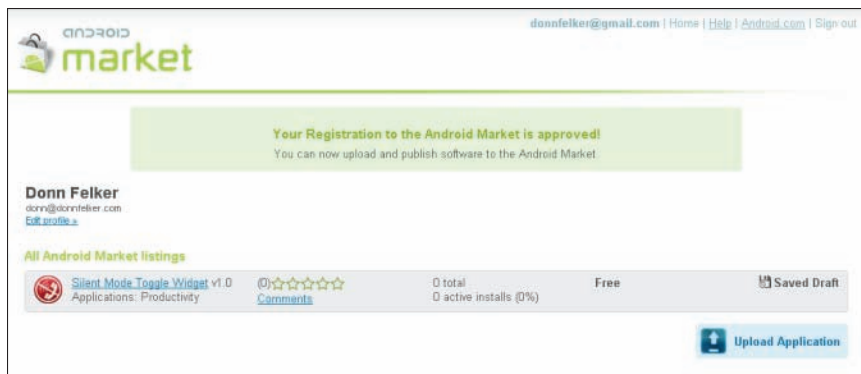 donnfelker@gmail.com | Home | Help | Android.com | Sign out
android
market
Your Registration to the Android Market is approved!
You can now upload and publish software to the Android Market
Donn Felker
donn@donnfelker.com
Edit profile »
All Android Market listings
Silent Mode Toggle Widget v1.0
Applications: Productivity
(0)
Comments
0 total
0 active installs (0%)
Free
Saved Draft
Upload Application